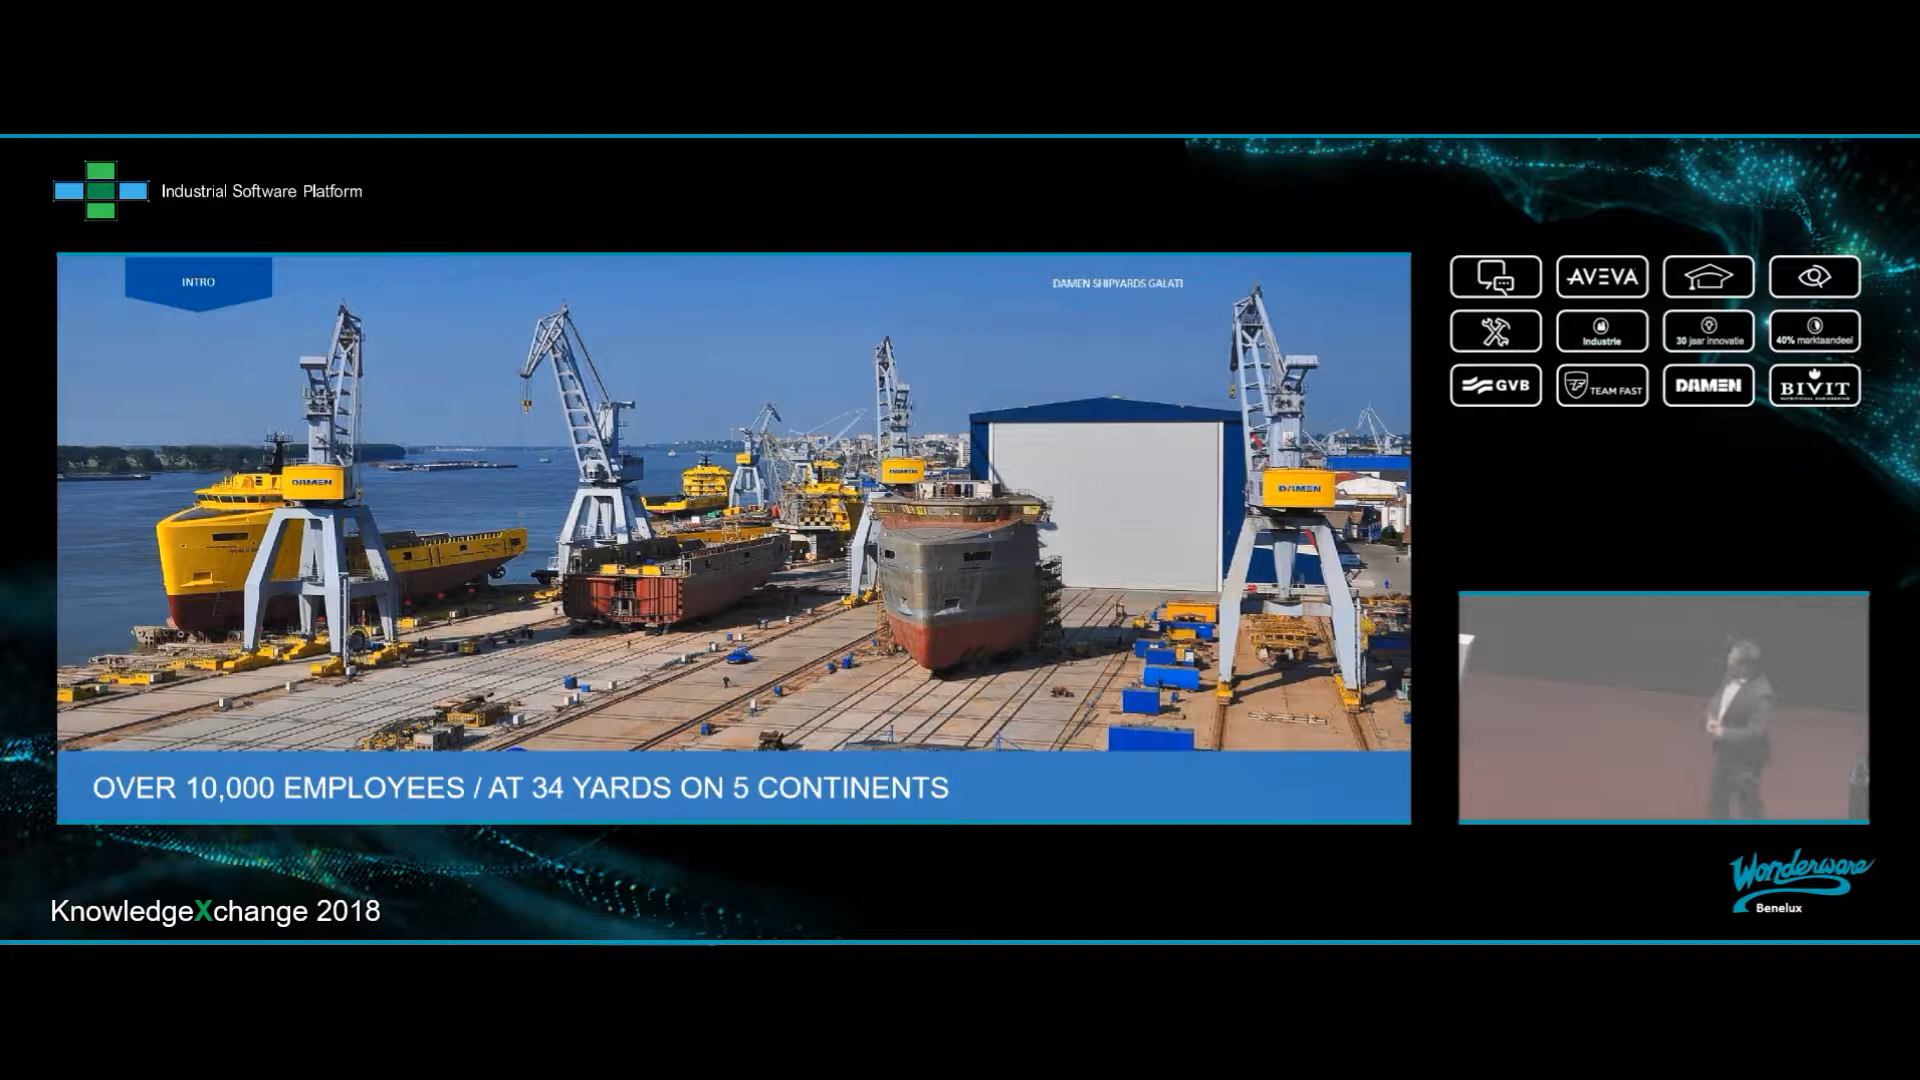 Industrial Software Platform
INTRO
DAMEN SHIPYARDS GALATI
DAMEN
DAMEN
DAMEN
OVER 10,000 EMPLOYEES / AT 34 YARDS ON 5 CONTINENTS
AVEVA
Industrie
30 jaar innovatie
40% marktaandeel
GVB
TEAM FAST
DAMEN
BIVIT
KnowledgeXchange 2018
Wonderware
Benelux